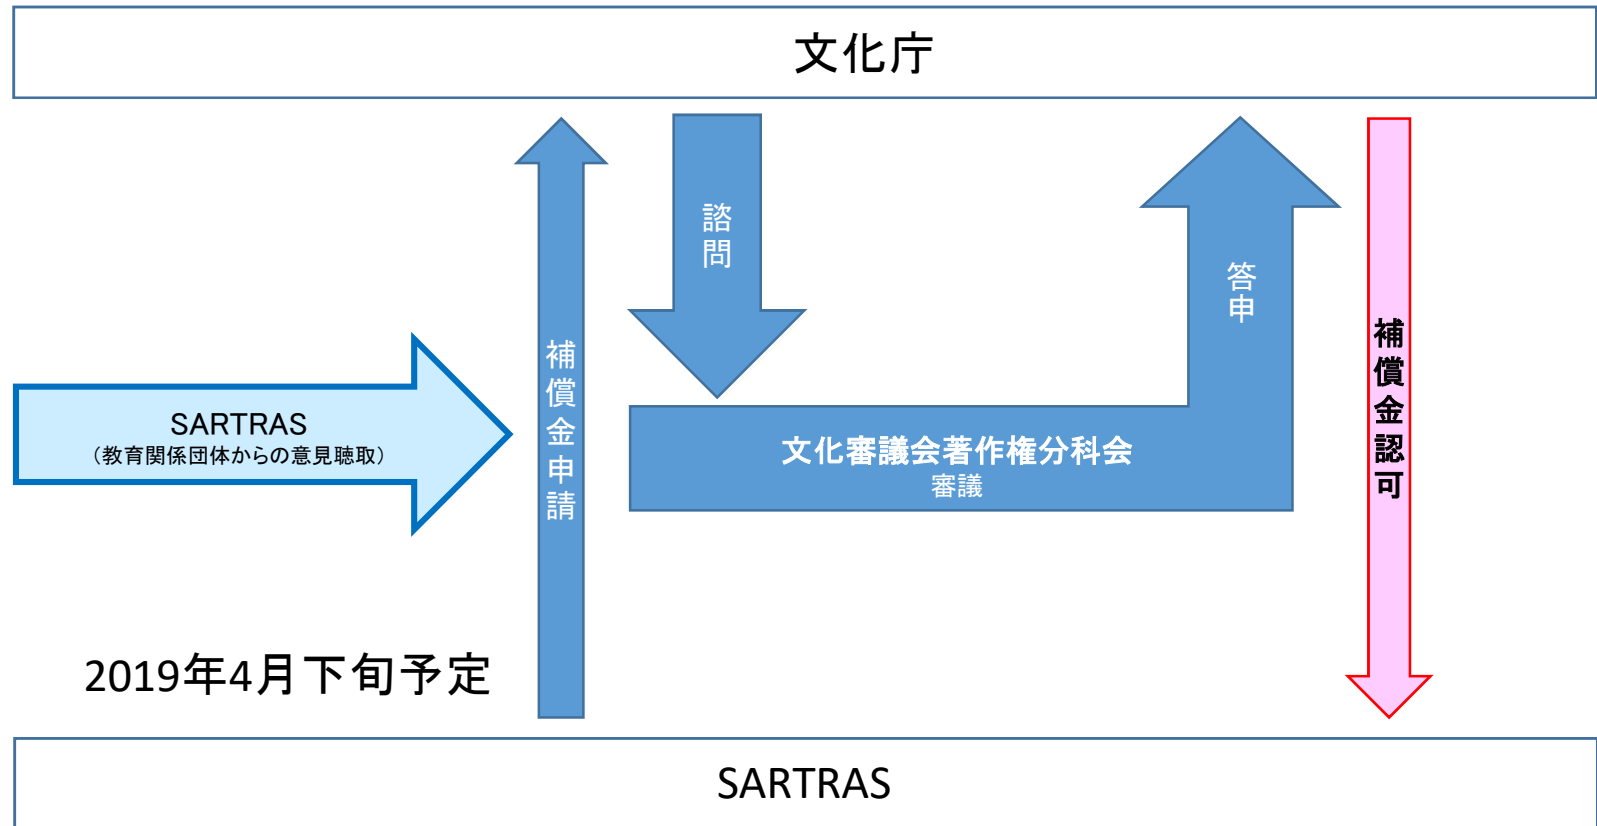 文化庁
諮問
答申
補償金申請
補償金認可
SARTRAS
（教育関係団体からの意見聴取）
文化審議会著作権分科会
審議
2019年4月下旬予定
SARTRAS